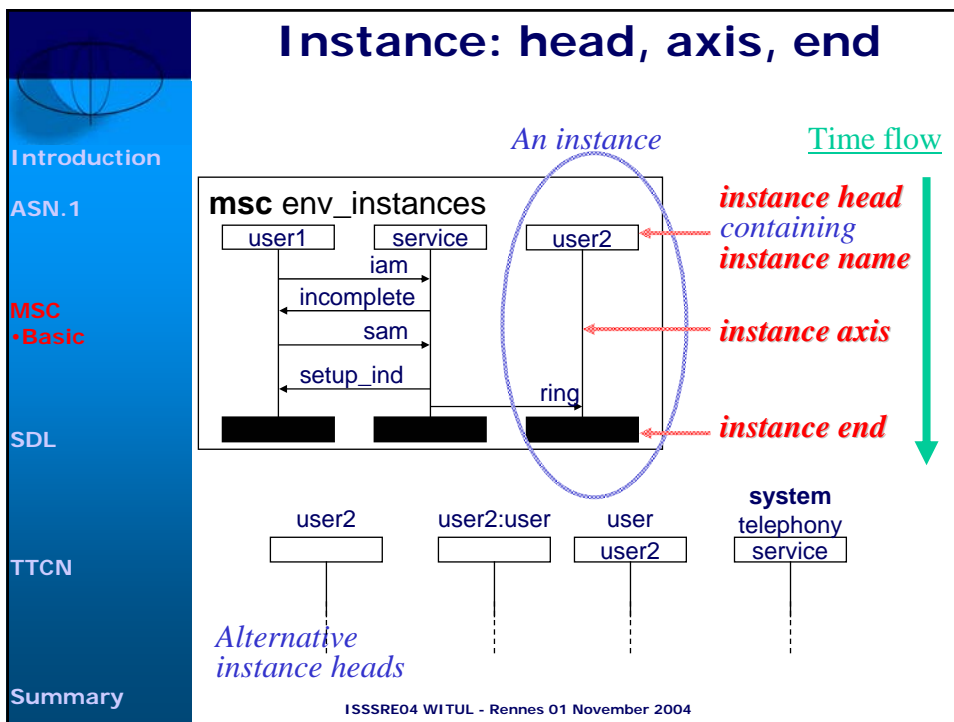 Instance: head, axis, end
Introduction
ASN.1
MSC
•Basic
SDL
TTCN
Summary
An instance
Time flow
msc env_instances
user1
service
user2
iam
incomplete
sam
setup_ind
ring
instance head
containing
instance name
instance axis
instance end
user2
user2:user
user
user2
system
telephony
service
Alternative
instance heads
ISSSRE04 WITUL - Rennes 01 November 2004